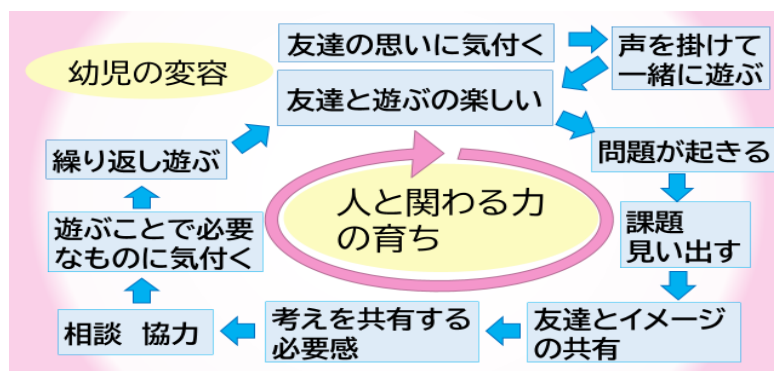 幼児の変容
友達の思いに気付く
声を掛けて
一緒に遊ぶ
友達と遊ぶの楽しい
問題が起きる
課題
見い出す
友達とイメージ
の共有
考えを共有する
必要感
相談 協力
遊ぶことで必要
なものに気付く
繰り返し遊ぶ
人と関わる力
の育ち